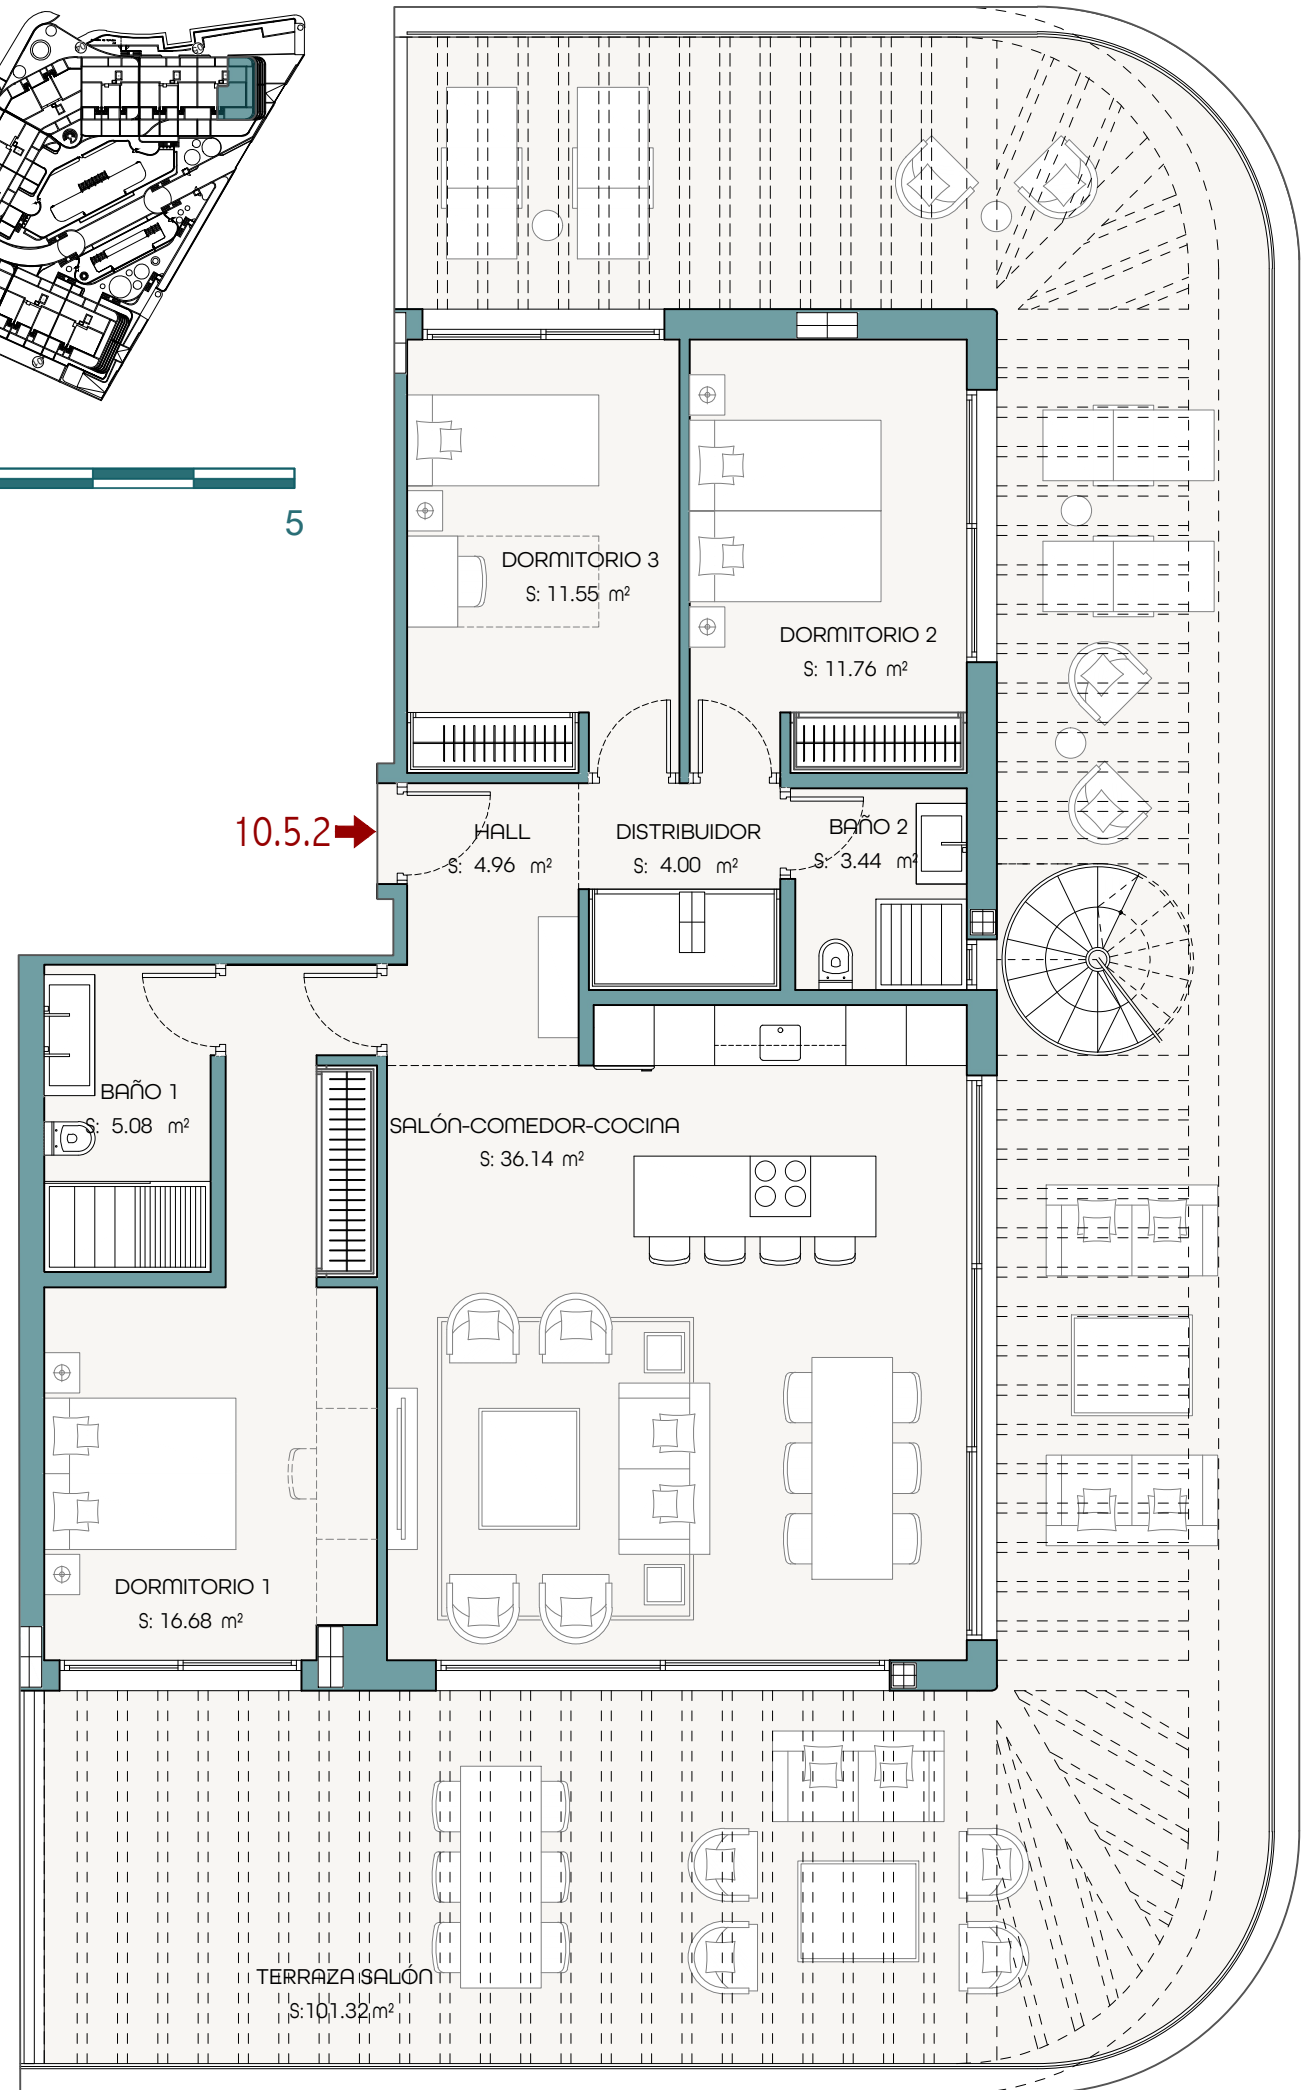 5
DORMITORIO 3
S: 11.55 m²
DORMITORIO 2
S: 11.76 m²
10.5.2
HALL
S: 4.96 m²
DISTRIBUIDOR
S: 4.00 m²
BAÑO 2
S: 3.44 m²
BAÑO 1
S: 5.08 m²
SALÓN-COMEDOR-COCINA
S: 36.14 m²
DORMITORIO 1
S: 16.68 m²
TERRAZA SALÓN
S:101.32 m²